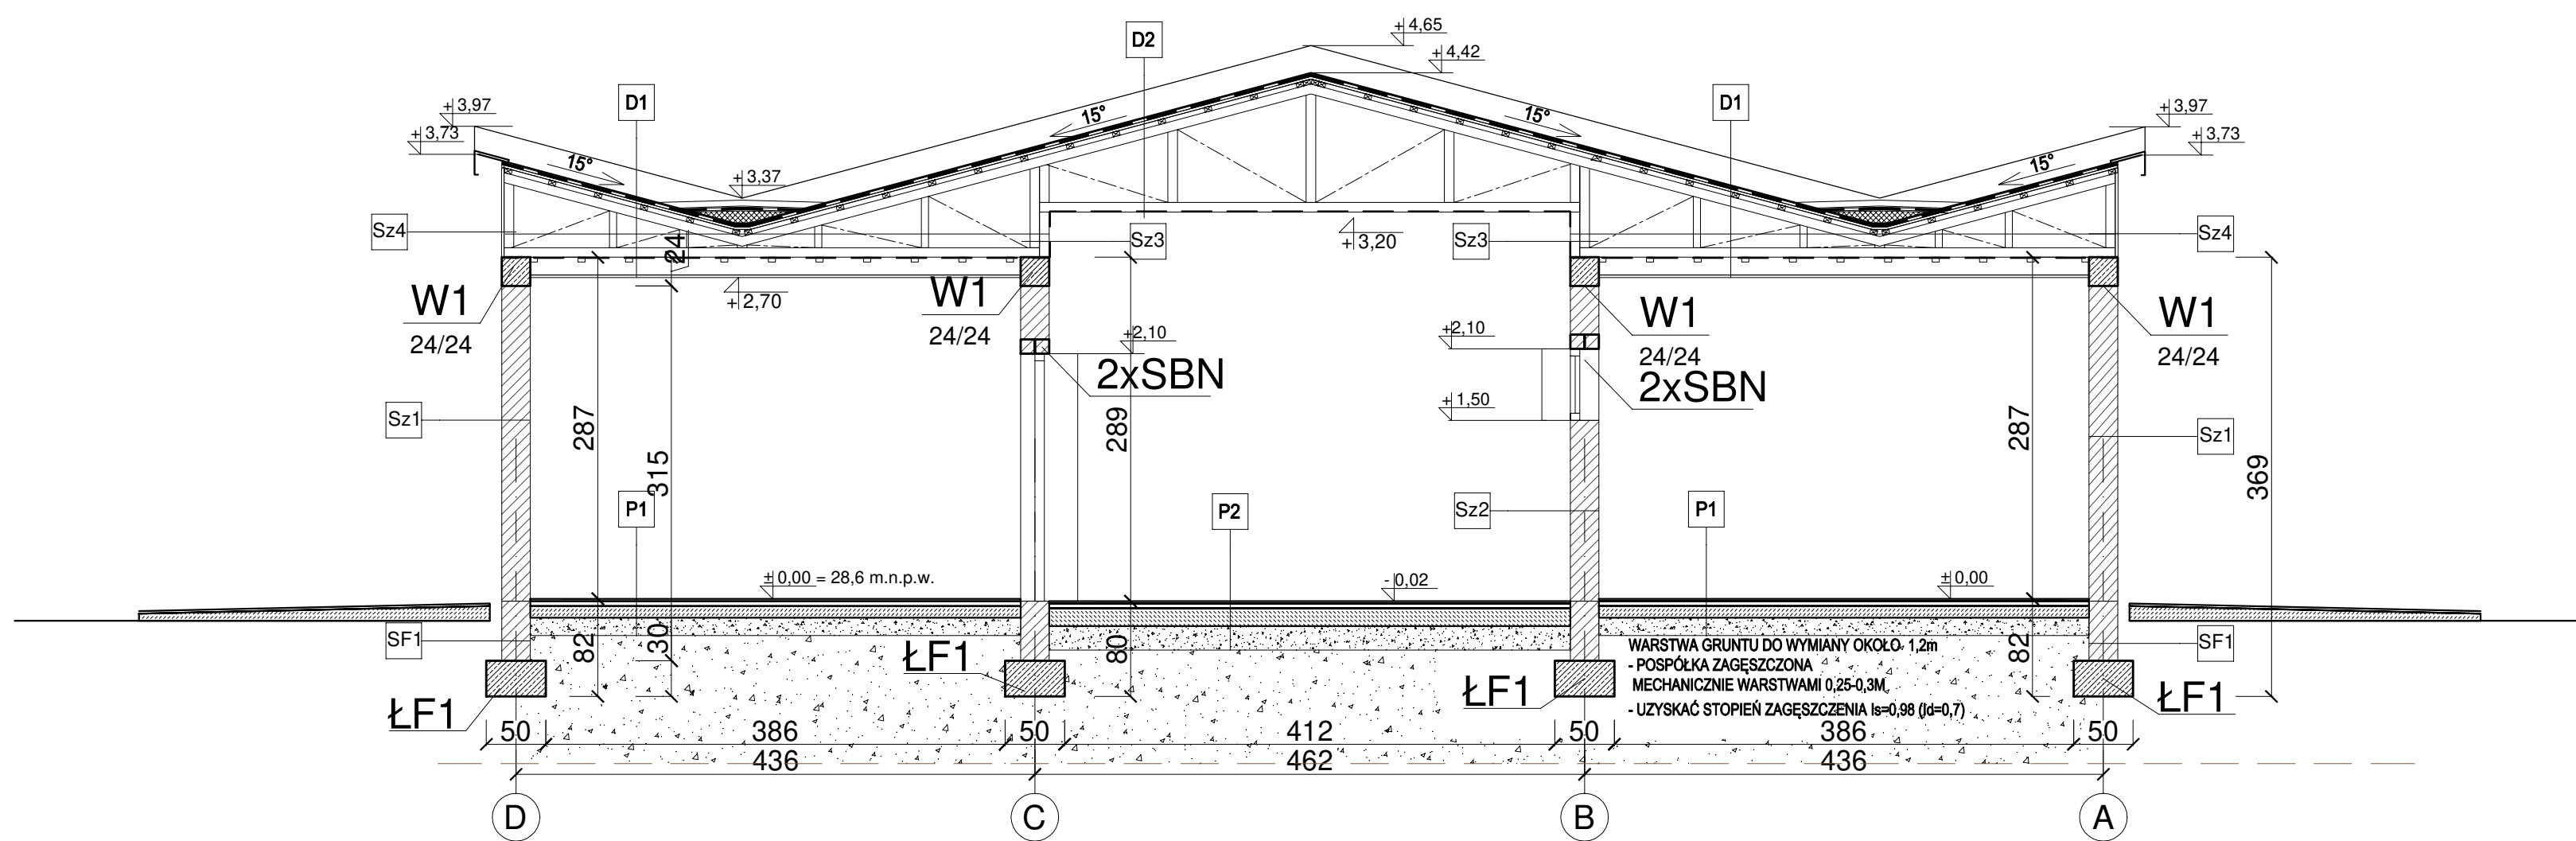 +4,65
D2
+4,42
D1
D1
+3,97
+3,97
15°
15°
+3,73
+3,73
15°
15°
+3,37
Sz4
Sz3
+3,20
Sz3
Sz4
24
W1
24/24
+2,70
W1
24/24
W1
24/24
W1
24/24
+2,10
+2,10
2xSBN
2xSBN
+1,50
Sz1
287
289
287
Sz1
315
369
P1
P2
Sz2
P1
±0,00 = 28,6 m.n.p.w.
-0,02
±0,00
SF1
82
30
ŁF1
80
WARSTWA GRUNTU DO WYMIANY OKOŁO 1,2m
- POSPÓŁKA ZAGĘSZCZONA
MECHANICZNIE WARSTWAMI 0,25-0,3M
- UZYSKAĆ STOPIEŃ ZAGĘSZCZENIA Is=0,98 (Id=0,7)
82
SF1
ŁF1
ŁF1
ŁF1
50
386
50
412
50
386
50
436
462
436
D
C
B
A